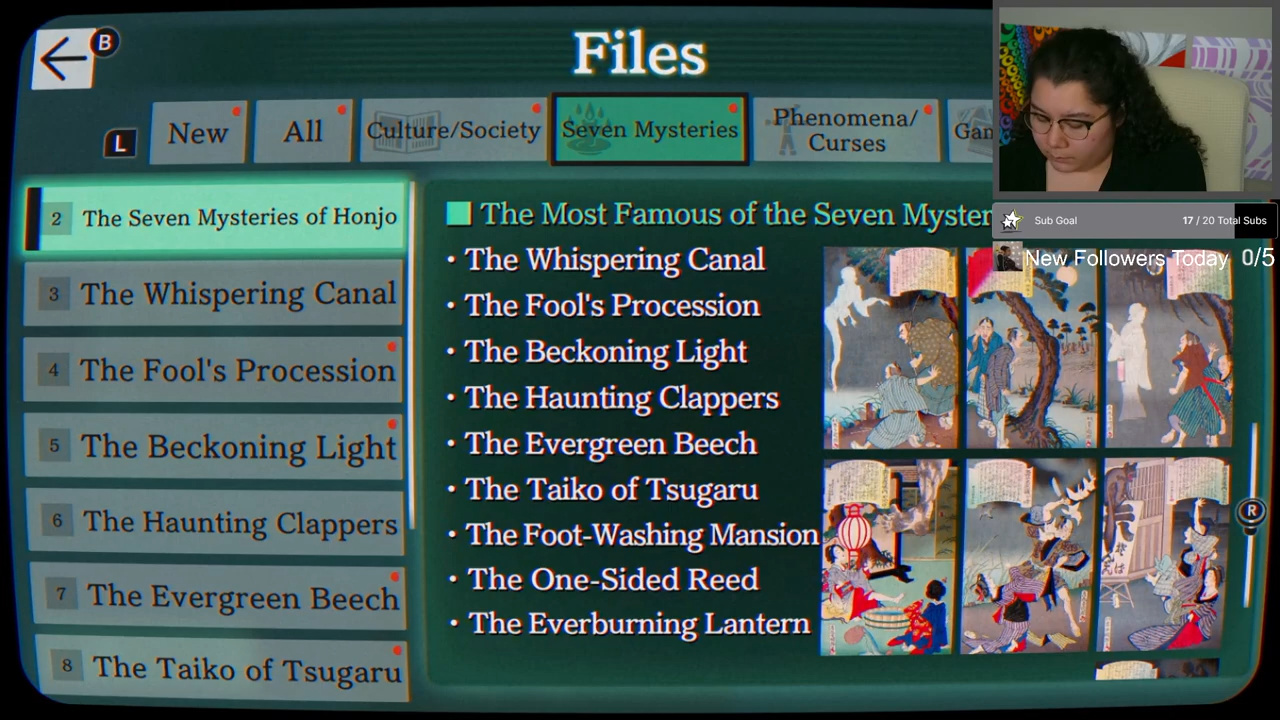 B
Files
L
New
All
Culture/Society
Seven Mysteries
Phenomena/
Curses
2 The Seven Mysteries of Honjo
3 The Whispering Canal
4 The Fool's Procession
5 The Beckoning Light
6 The Haunting Clappers
7 The Evergreen Beech
8 The Taiko of Tsugaru
The Most Famous of the Seven
• The Whispering Canal
• The Fool's Procession
• The Beckoning Light
• The Haunting Clappers
• The Evergreen Beech
• The Taiko of Tsugaru
• The Foot-Washing Mansion
• The One-Sided Reed
• The Everburning Lantern
R
Sub Goal
17 / 20 Total Subs
New Followers Today 0/5